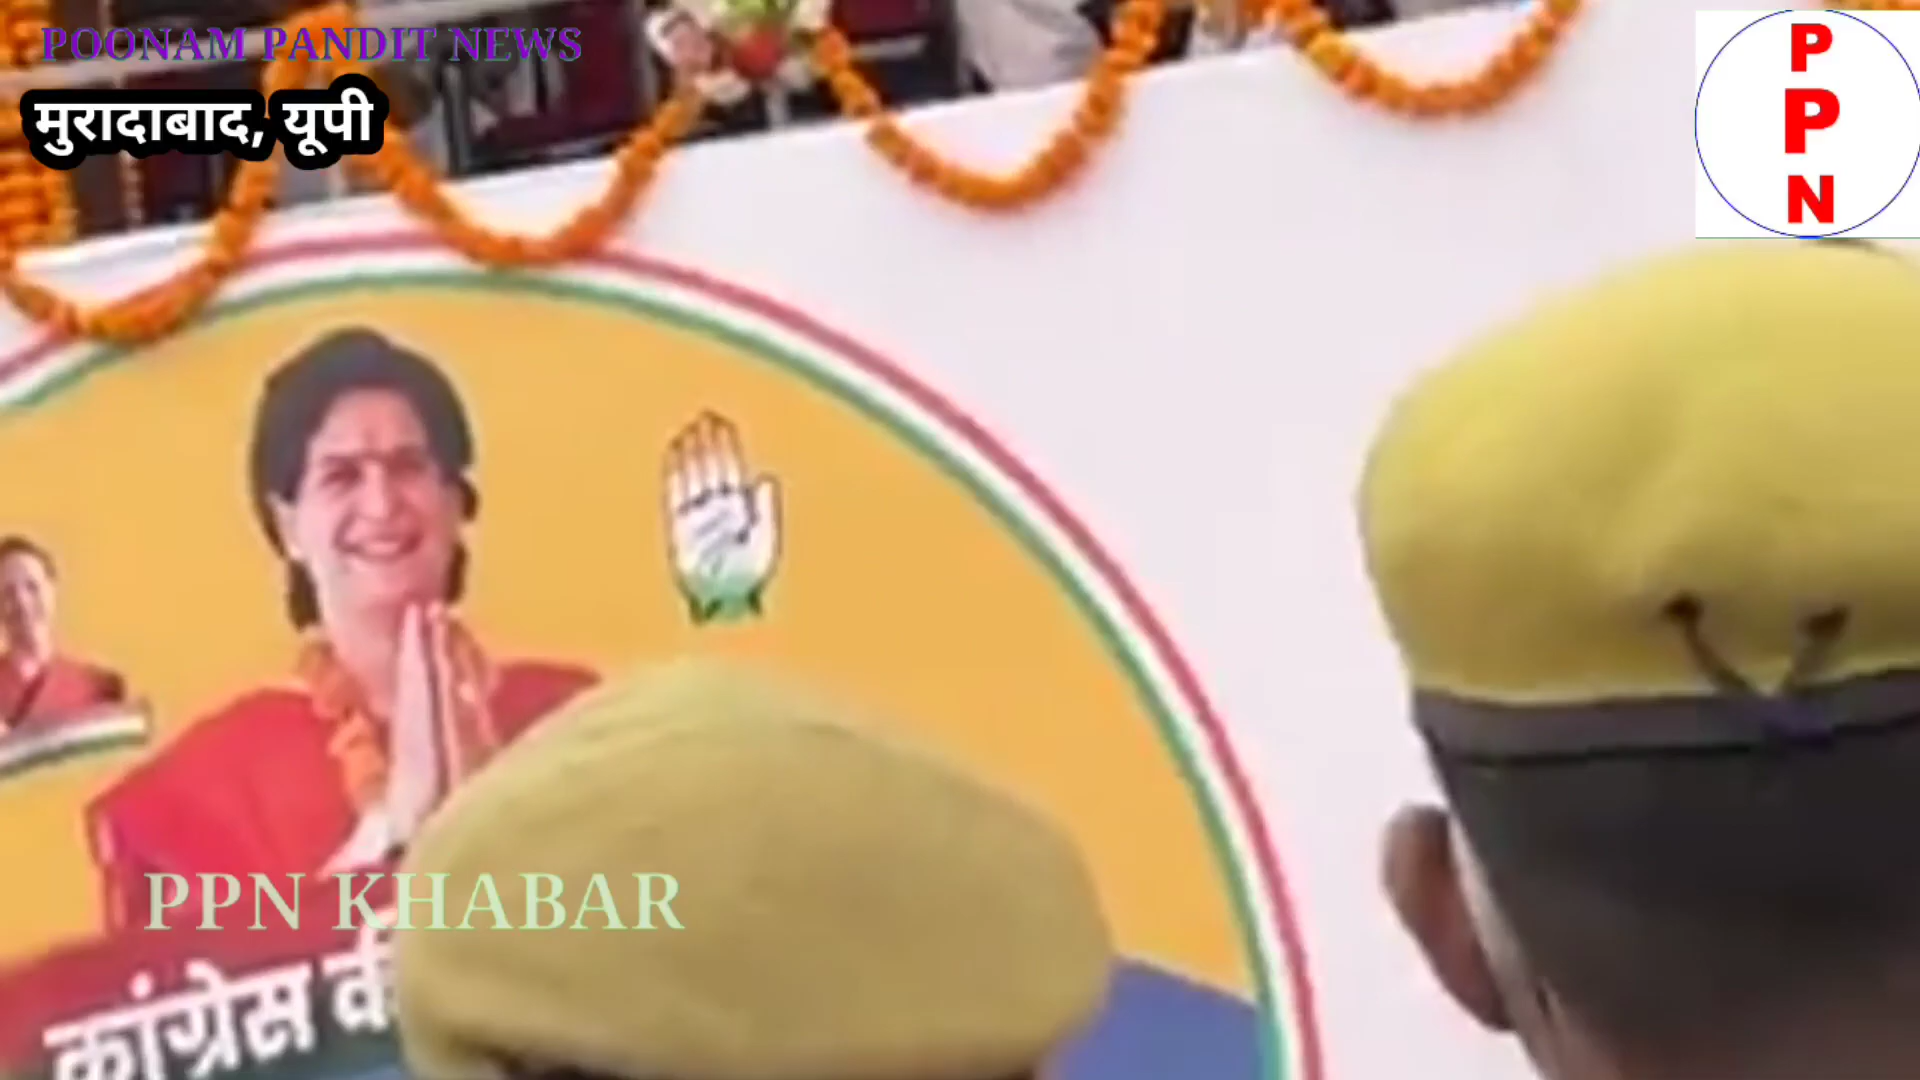 POONAM PANDIT NEWS
मुरादाबाद, यूपी
P
P
N
PPN KHABAR
कांग्रेस की